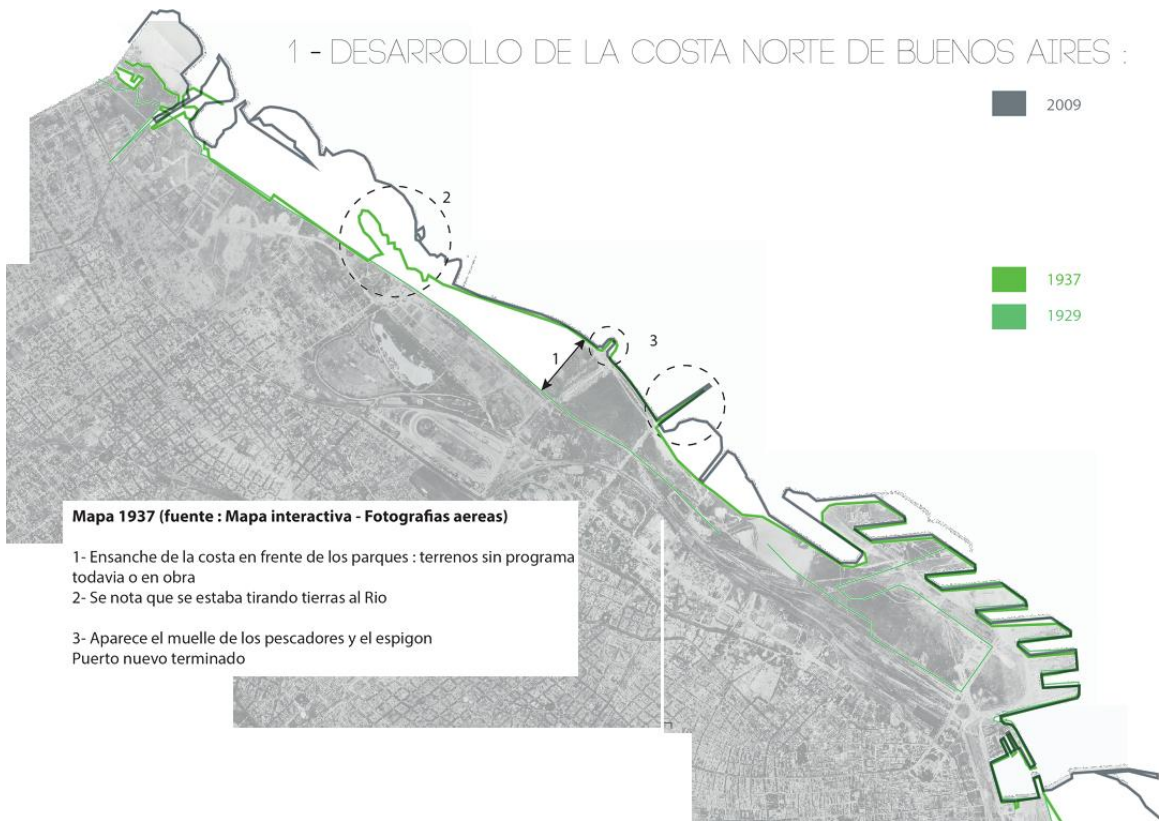 1 - DESARROLLO DE LA COSTA NORTE DE BUENOS AIRES :
2009
2
1937
1929
3
1
Mapa 1937 (fuente : Mapa interactiva - Fotografias aereas)
1- Ensanche de la costa en frente de los parques : terrenos sin programa
todavia o en obra
2- Se nota que se estaba tirando tierras al Rio
3- Aparece el muelle de los pescadores y el espigon
Puerto nuevo terminado